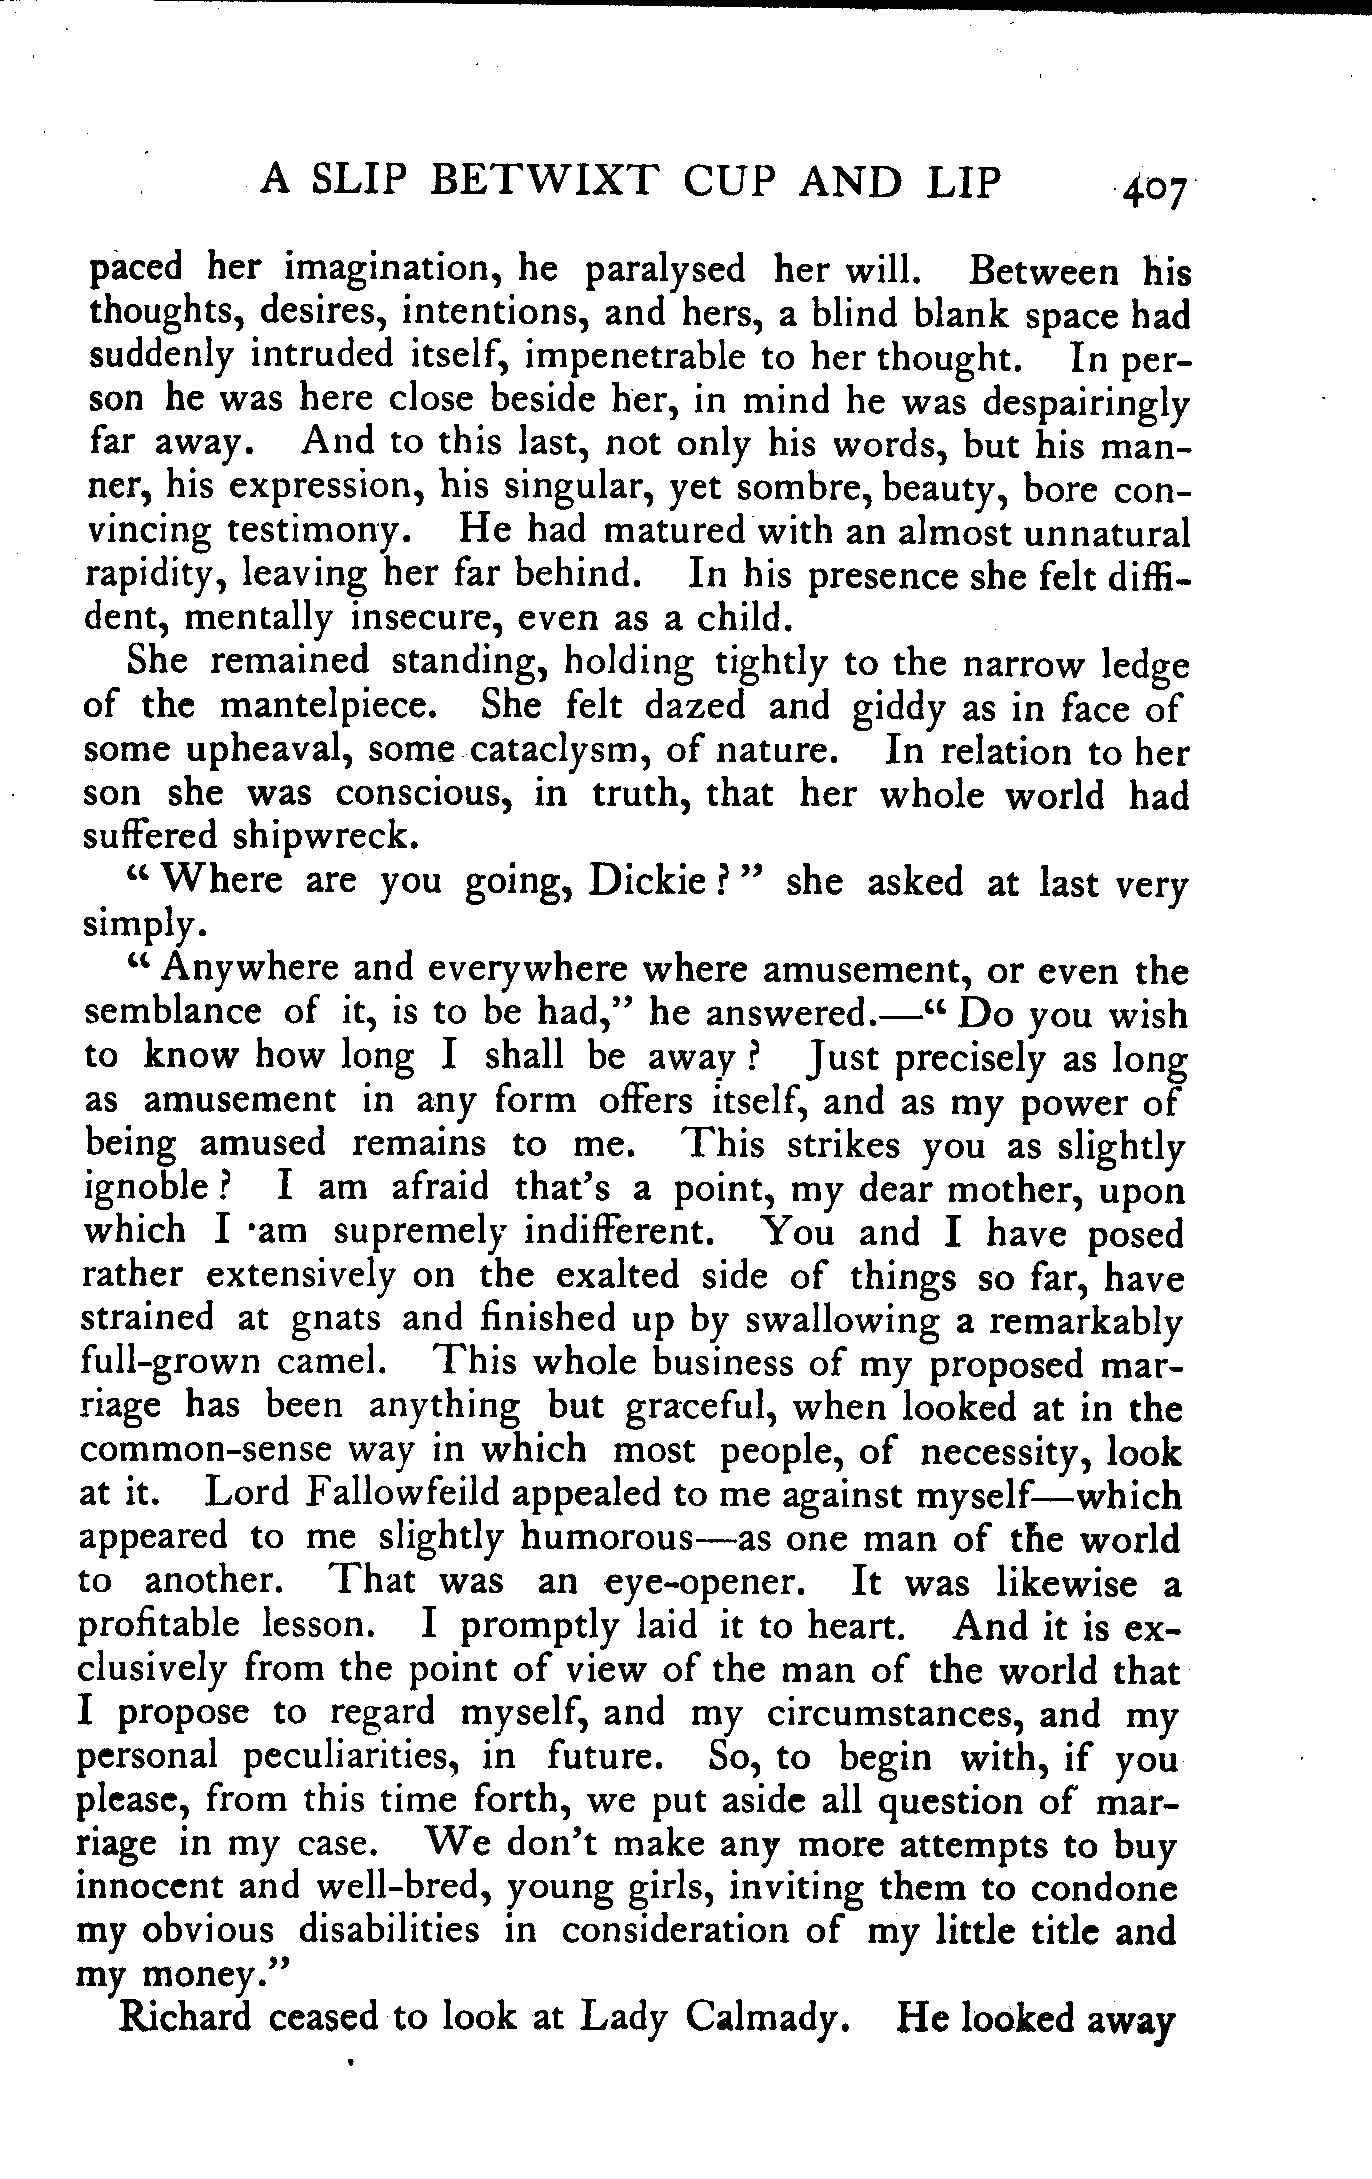 A SLIP BETWIXT CUP AND LIP 407
paced her imagination, he paralysed her will. Between his
thoughts, desires, intentions, and hers, a blind blank space had
suddenly intruded itself, impenetrable to her thought. In per-
son he was here close beside her, in mind he was despairingly
far away. And to this last, not only his words, but his man-
ner, his expression, his singular, yet sombre, beauty, bore con-
vincing testimony. He had matured with an almost unnatural
rapidity, leaving her far behind. In his presence she felt diffi-
dent, mentally insecure, even as a child.
She remained standing, holding tightly to the narrow ledge
of the mantelpiece. She felt dazed and giddy as in face of
some upheaval, some cataclysm, of nature. In relation to her
son she was conscious, in truth, that her whole world had
suffered shipwreck.
“Where are you going, Dickie?” she asked at last very
simply.
“Anywhere and everywhere where amusement, or even the
semblance of it, is to be had,” he answered.—“Do you wish
to know how long I shall be away? Just precisely as long
as amusement in any form offers itself, and as my power of
being amused remains to me. This strikes you as slightly
ignoble? I am afraid that’s a point, my dear mother, upon
which I am supremely indifferent. You and I have posed
rather extensively on the exalted side of things so far, have
strained at gnats and finished up by swallowing a remarkably
full-grown camel. This whole business of my proposed mar-
riage has been anything but graceful, when looked at in the
common-sense way in which most people, of necessity, look
at it. Lord Fallowfeild appealed to me against myself—which
appeared to me slightly humorous—as one man of the world
to another. That was an eye-opener. It was likewise a
profitable lesson. I promptly laid it to heart. And it is ex-
clusively from the point of view of the man of the world that
I propose to regard myself, and my circumstances, and my
personal peculiarities, in future. So, to begin with, if you
please, from this time forth, we put aside all question of mar-
riage in my case. We don’t make any more attempts to buy
innocent and well-bred, young girls, inviting them to condone
my obvious disabilities in consideration of my little title and
my money.”
Richard ceased to look at Lady Calmady. He looked away